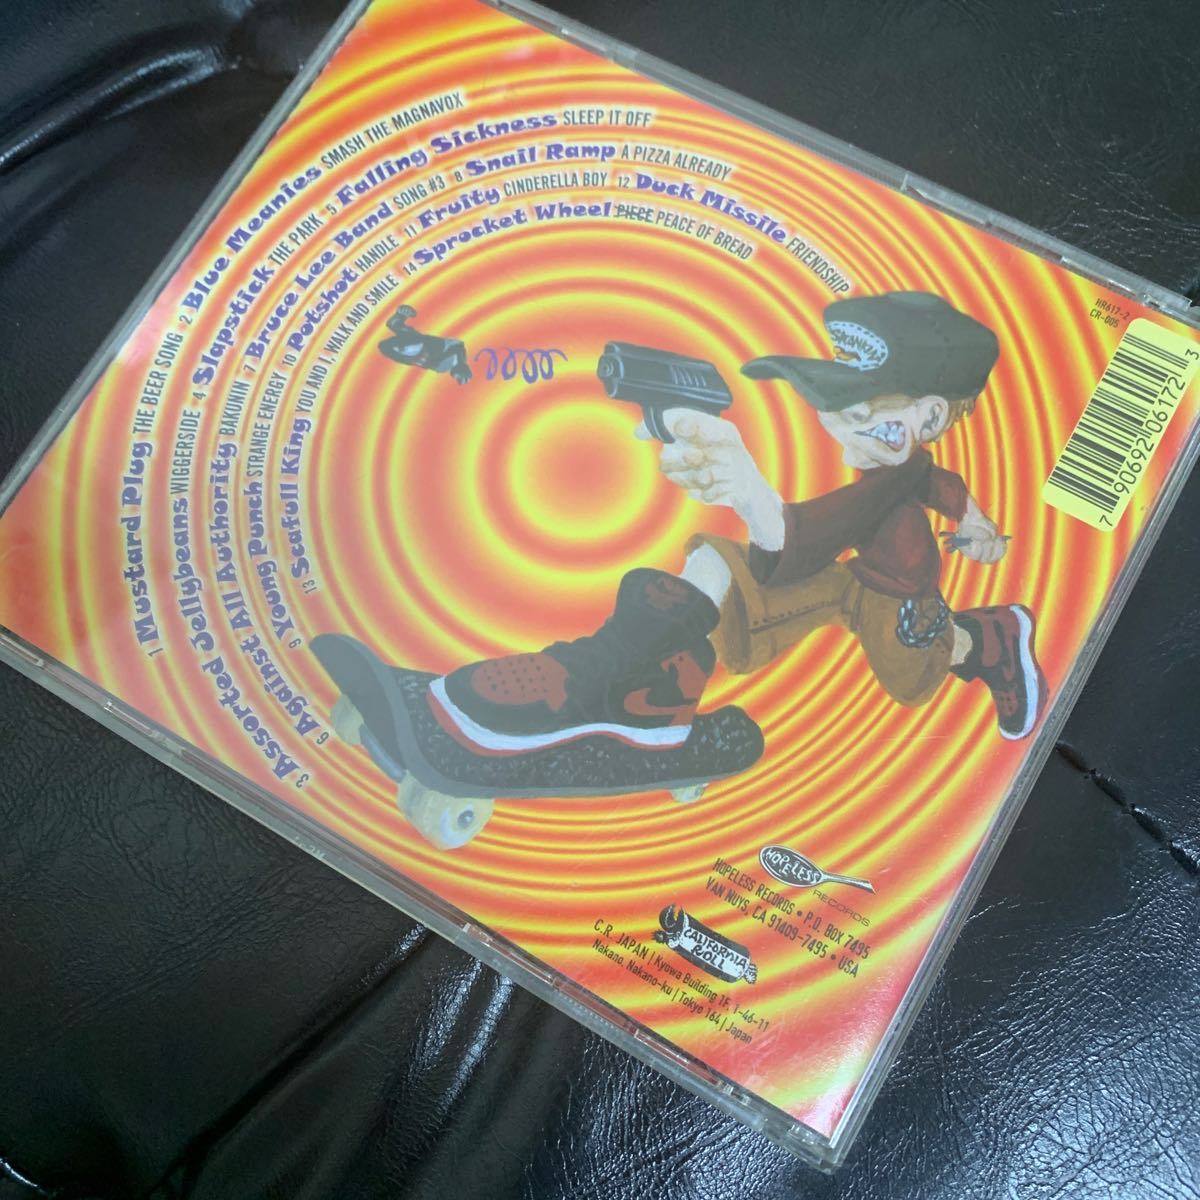 1 Mustard Plug THE BEER SONG 2 Blue Meanies SMASH THE MAGNAVOX
3 Assorted Jellybeans WIGGERSIDE 4 Slapstick THE PARK 5 Falling Sickness SLEEP IT OFF
6 Against All Authority BAKUNIN 7 Bruce Lee Band SONG #3 8 Snail Ramp A PIZZA ALREADY
9 Young Punch STRANGE ENERGY 10 Potshot HANDLE 11 Fruity CINDERELLA BOY 12 Duck Missile FRIENDSHIP
13 Scafull King YOU AND I, WALK AND SMILE 14 Sprocket Wheel PIECE PEACE OF BREAD
HR617-2
CR-005
7 90692 06172 3
HOPELESS
RECORDS
HOPELESS RECORDS • P.O. BOX 7495
VAN NUYS, CA 91409-7495 • USA
CALIFORNIA
ROLL
C.R. JAPAN | Kyowa Building 1F, 1-46-11
Nakano, Nakano-ku | Tokyo 164 | Japan